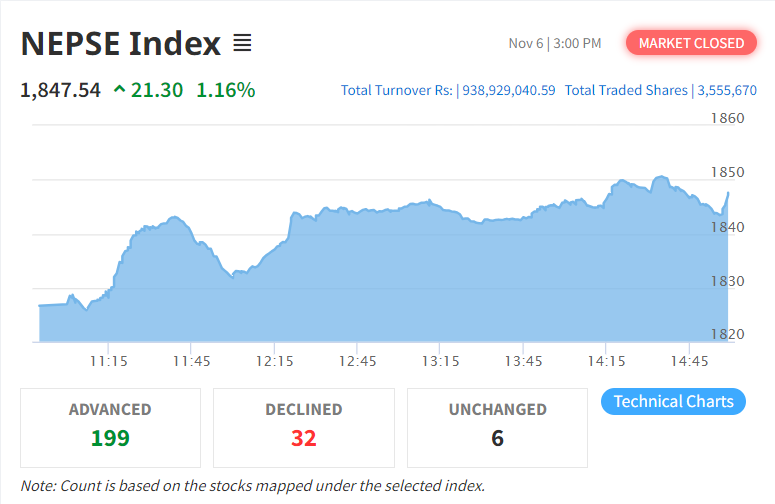 NEPSE Index
Nov 6 | 3:00 PM MARKET CLOSED
1,847.54 21.30 1.16% Total Turnover Rs: | 938,929,040.59 Total Traded Shares | 3,555,670
1860
1850
1840
1830
1820
11:15 11:45 12:15 12:45 13:15 13:45 14:15 14:45
ADVANCED DECLINED UNCHANGED Technical Charts
199 32 6
Note: Count is based on the stocks mapped under the selected index.